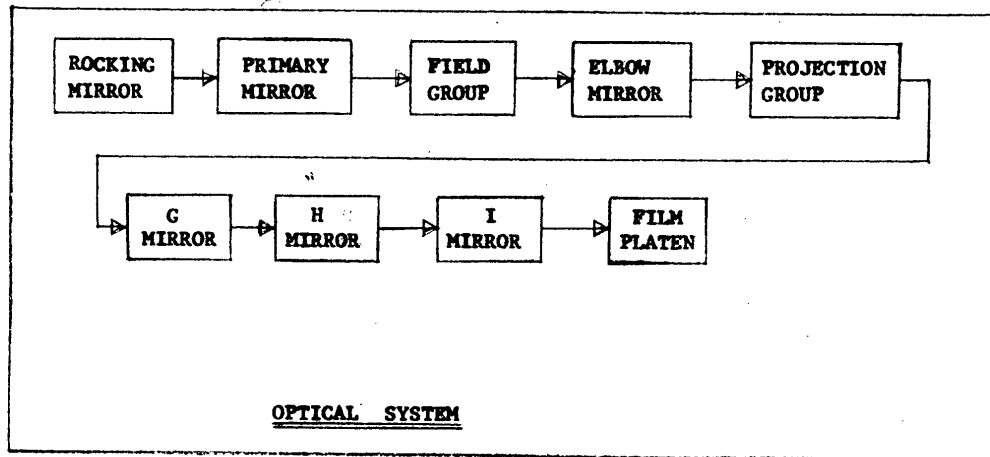 ROCKING
MIRROR
PRIMARY
MIRROR
FIELD
GROUP
ELBOW
MIRROR
PROJECTION
GROUP
G
MIRROR
H
MIRROR
I
MIRROR
FILM
PLATEN
OPTICAL SYSTEM